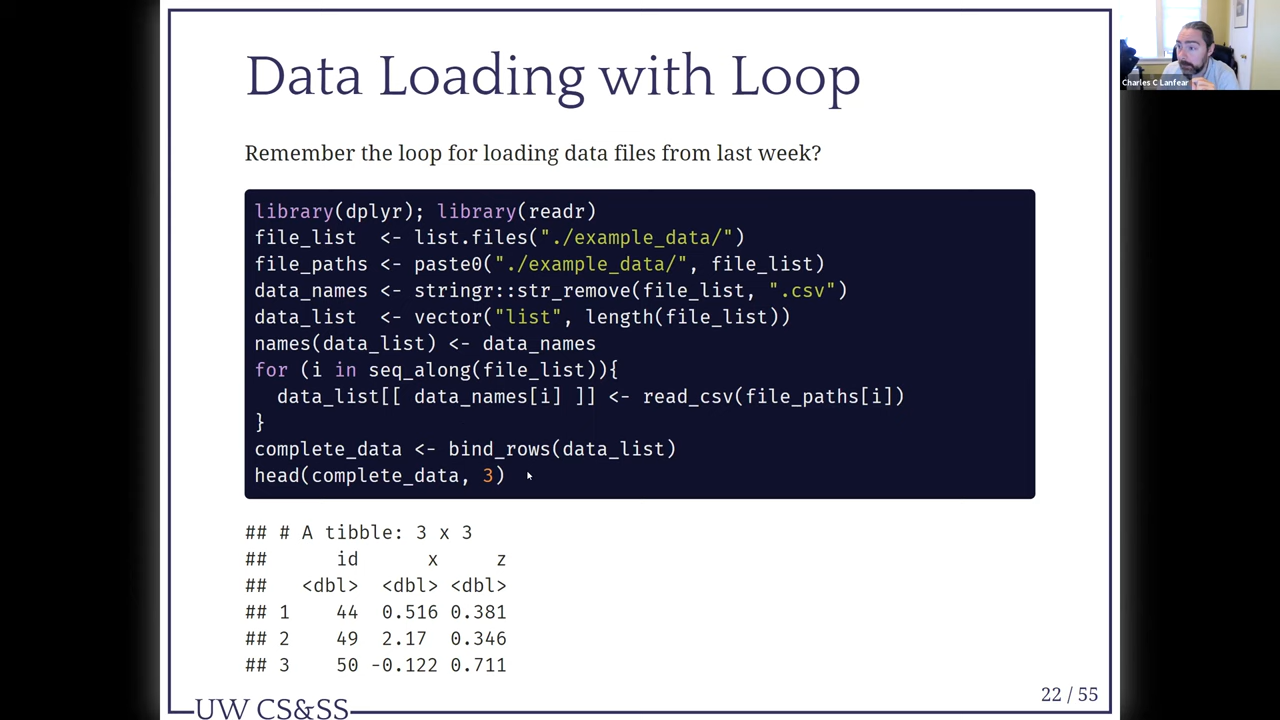 Data Loading with Loop
Charles C Lanfear
Remember the loop for loading data files from last week?
library(dplyr); library(readr)
file_list  <- list.files("./example_data/")
file_paths <- paste0("./example_data/", file_list)
data_names <- stringr::str_remove(file_list, ".csv")
data_list  <- vector("list", length(file_list))
names(data_list) <- data_names
for (i in seq_along(file_list)){
  data_list[[ data_names[i] ]] <- read_csv(file_paths[i])
}
complete_data <- bind_rows(data_list)
head(complete_data, 3)
## # A tibble: 3 x 3
##      id      x     z
##   <dbl>  <dbl> <dbl>
## 1    44  0.516 0.381
## 2    49  2.17  0.346
## 3    50 -0.122 0.711
UW CS&SS
22 / 55